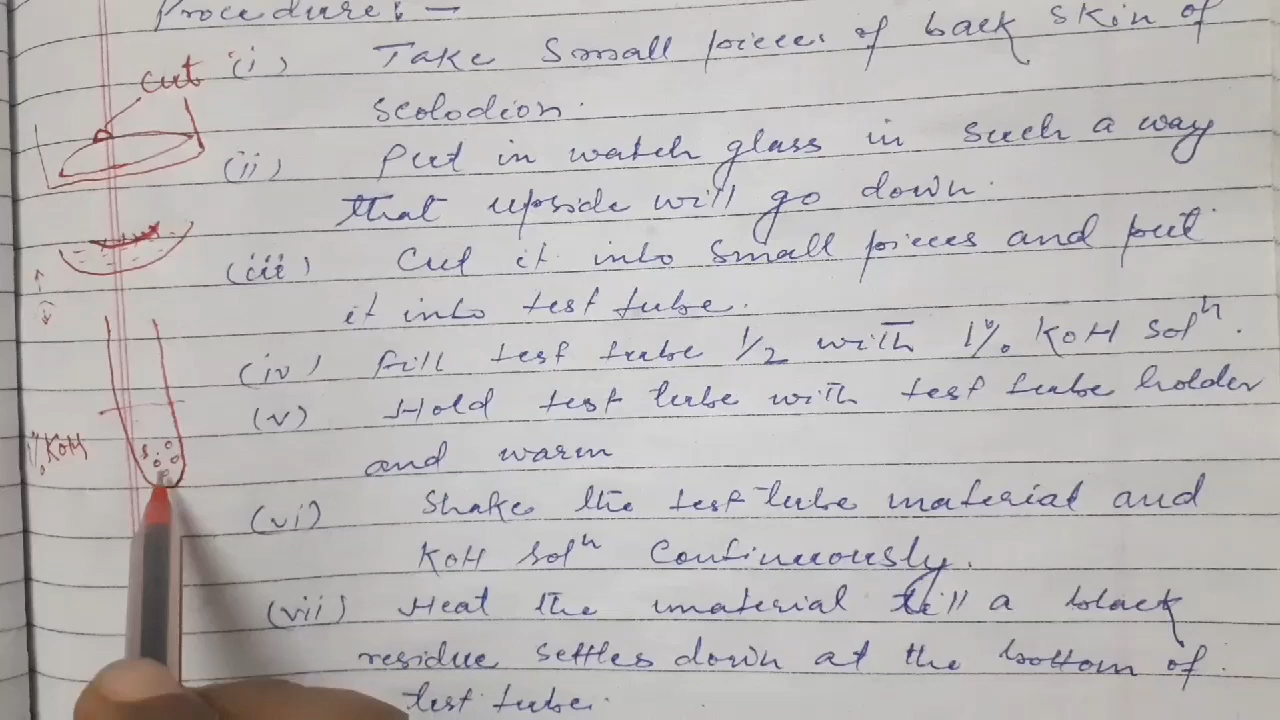 Procedure:-
cut
(i) Take Small pieces of back skin of
scolodion.
(ii) Put in watch glass in such a way
that upside will go down.
(iii) Cut it into small pieces and put
it into test tube.
(iv) fill test tube 1/2 with 1% KOH solⁿ.
(v) Hold test tube with test tube holder
and warm
1% KOH
(vi) Shake the test tube material and
KOH solⁿ continuously.
(vii) Heat the material till a black
residue settles down at the bottom of
test tube.